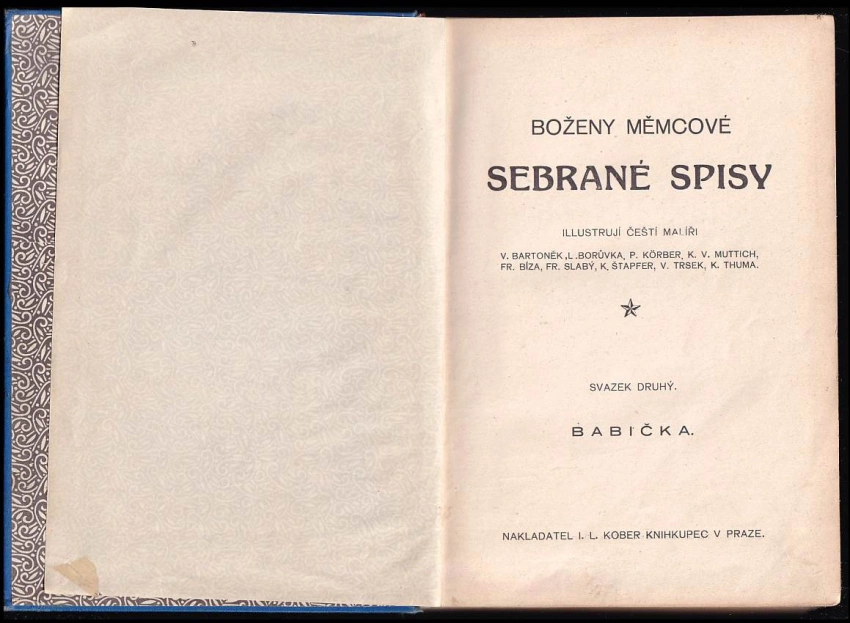 BOŽENY MĚMCOVÉ
SEBRANÉ SPISY
ILLUSTRUJÍ ČEŠTÍ MALÍŘI
V. BARTONĚK ,L .BORŮVKA, P. KÖRBER, K. V. MUTTICH,
FR. BÍZA, FR. SLABÝ, K. ŠTAPFER, V. TRSEK, K. THUMA.
SVAZEK DRUHÝ.
BABIČKA.
NAKLADATEL I. L. KOBER KNIHKUPEC V PRAZE.